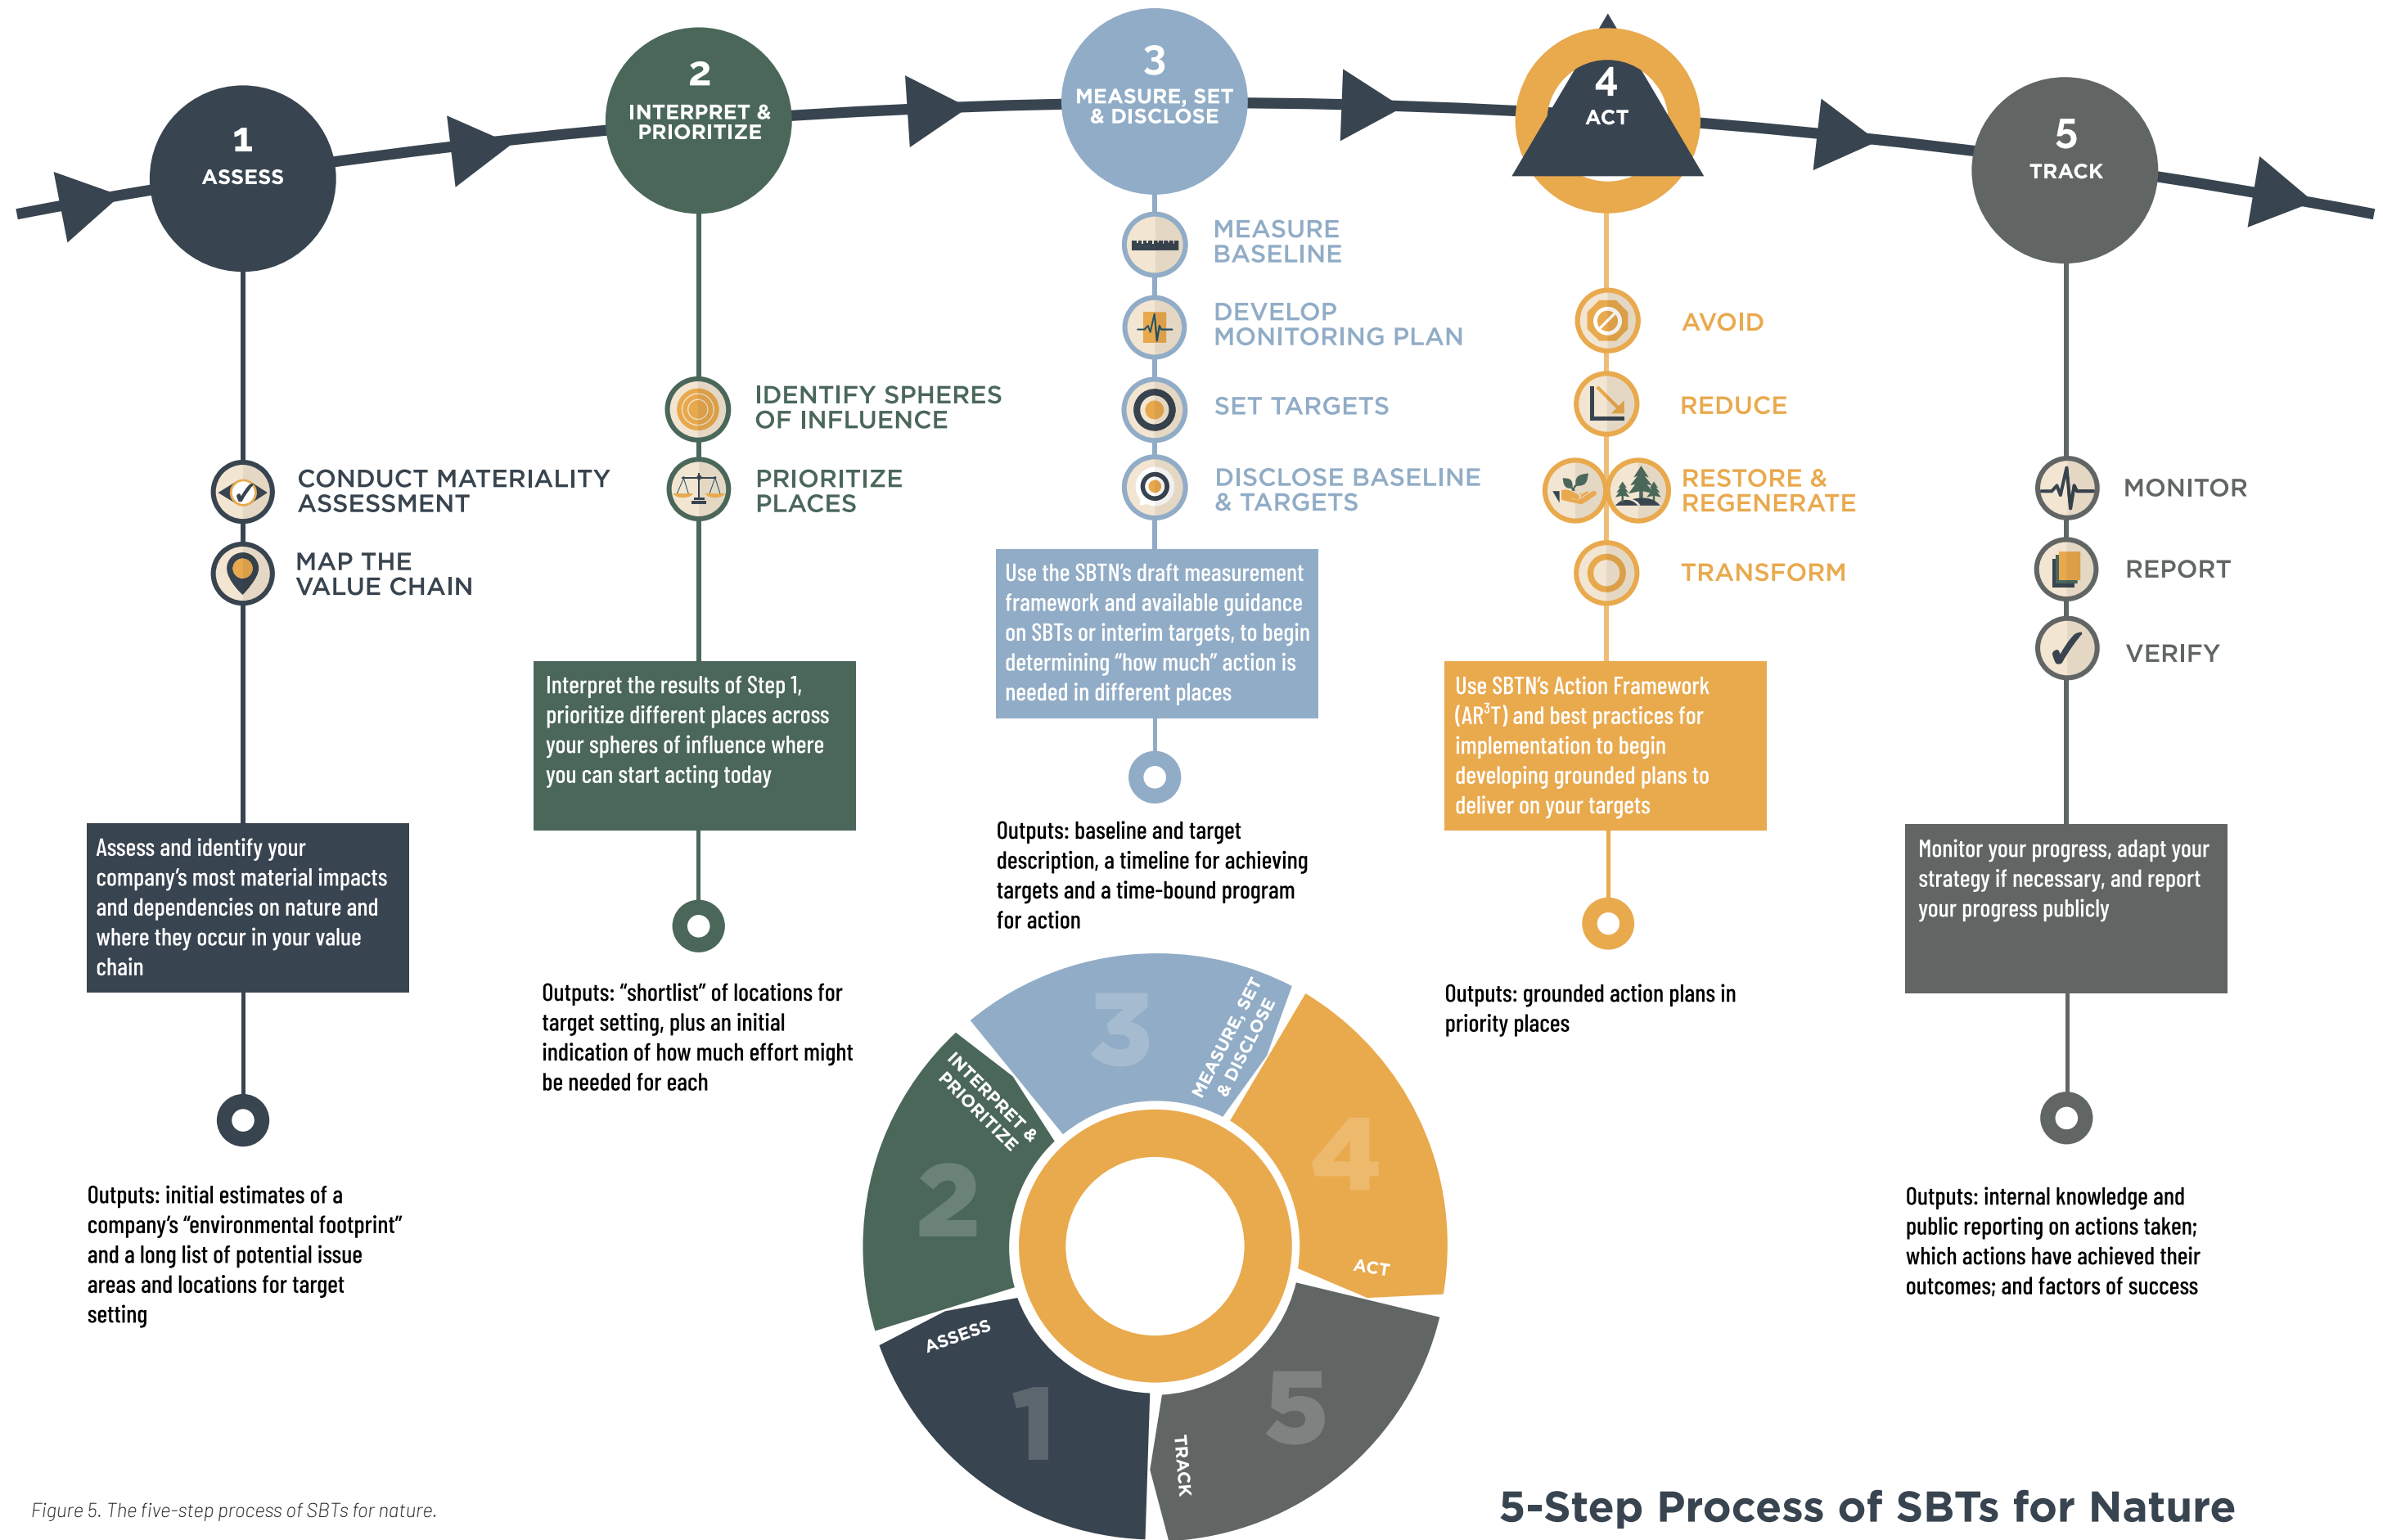 1
ASSESS
CONDUCT MATERIALITY
ASSESSMENT
MAP THE
VALUE CHAIN
Assess and identify your
company's most material impacts
and dependencies on nature and
where they occur in your value
chain
Outputs: initial estimates of a
company's “environmental footprint”
and a long list of potential issue
areas and locations for target
setting
2
INTERPRET &
PRIORITIZE
IDENTIFY SPHERES
OF INFLUENCE
PRIORITIZE
PLACES
Interpret the results of Step 1,
prioritize different places across
your spheres of influence where
you can start acting today
Outputs: “shortlist” of locations for
target setting, plus an initial
indication of how much effort might
be needed for each
3
MEASURE, SET
& DISCLOSE
MEASURE
BASELINE
DEVELOP
MONITORING PLAN
SET TARGETS
DISCLOSE BASELINE
& TARGETS
Use the SBTN's draft measurement
framework and available guidance
on SBTs or interim targets, to begin
determining “how much” action is
needed in different places
Outputs: baseline and target
description, a timeline for achieving
targets and a time-bound program
for action
4
ACT
AVOID
REDUCE
RESTORE &
REGENERATE
TRANSFORM
Use SBTN's Action Framework
(AR³T) and best practices for
implementation to begin
developing grounded plans to
deliver on your targets
Outputs: grounded action plans in
priority places
5
TRACK
MONITOR
REPORT
VERIFY
Monitor your progress, adapt your
strategy if necessary, and report
your progress publicly
Outputs: internal knowledge and
public reporting on actions taken;
which actions have achieved their
outcomes; and factors of success
1
ASSESS
2
INTERPRET &
PRIORITIZE
3
MEASURE, SET
& DISCLOSE
4
ACT
5
TRACK
Figure 5. The five-step process of SBTs for nature.
5-Step Process of SBTs for Nature